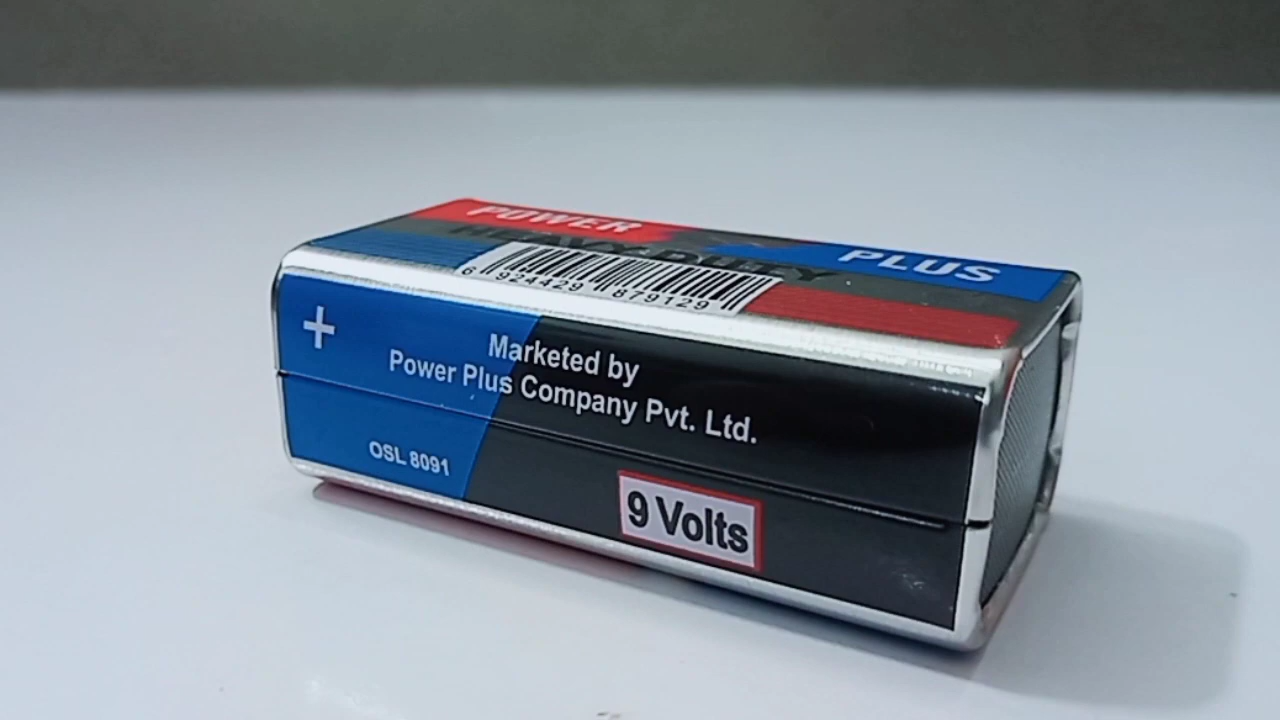 POWER PLUS
HEAVY DUTY
6 924429 879129
+
Marketed by
Power Plus Company Pvt. Ltd.
OSL 8091
9 Volts